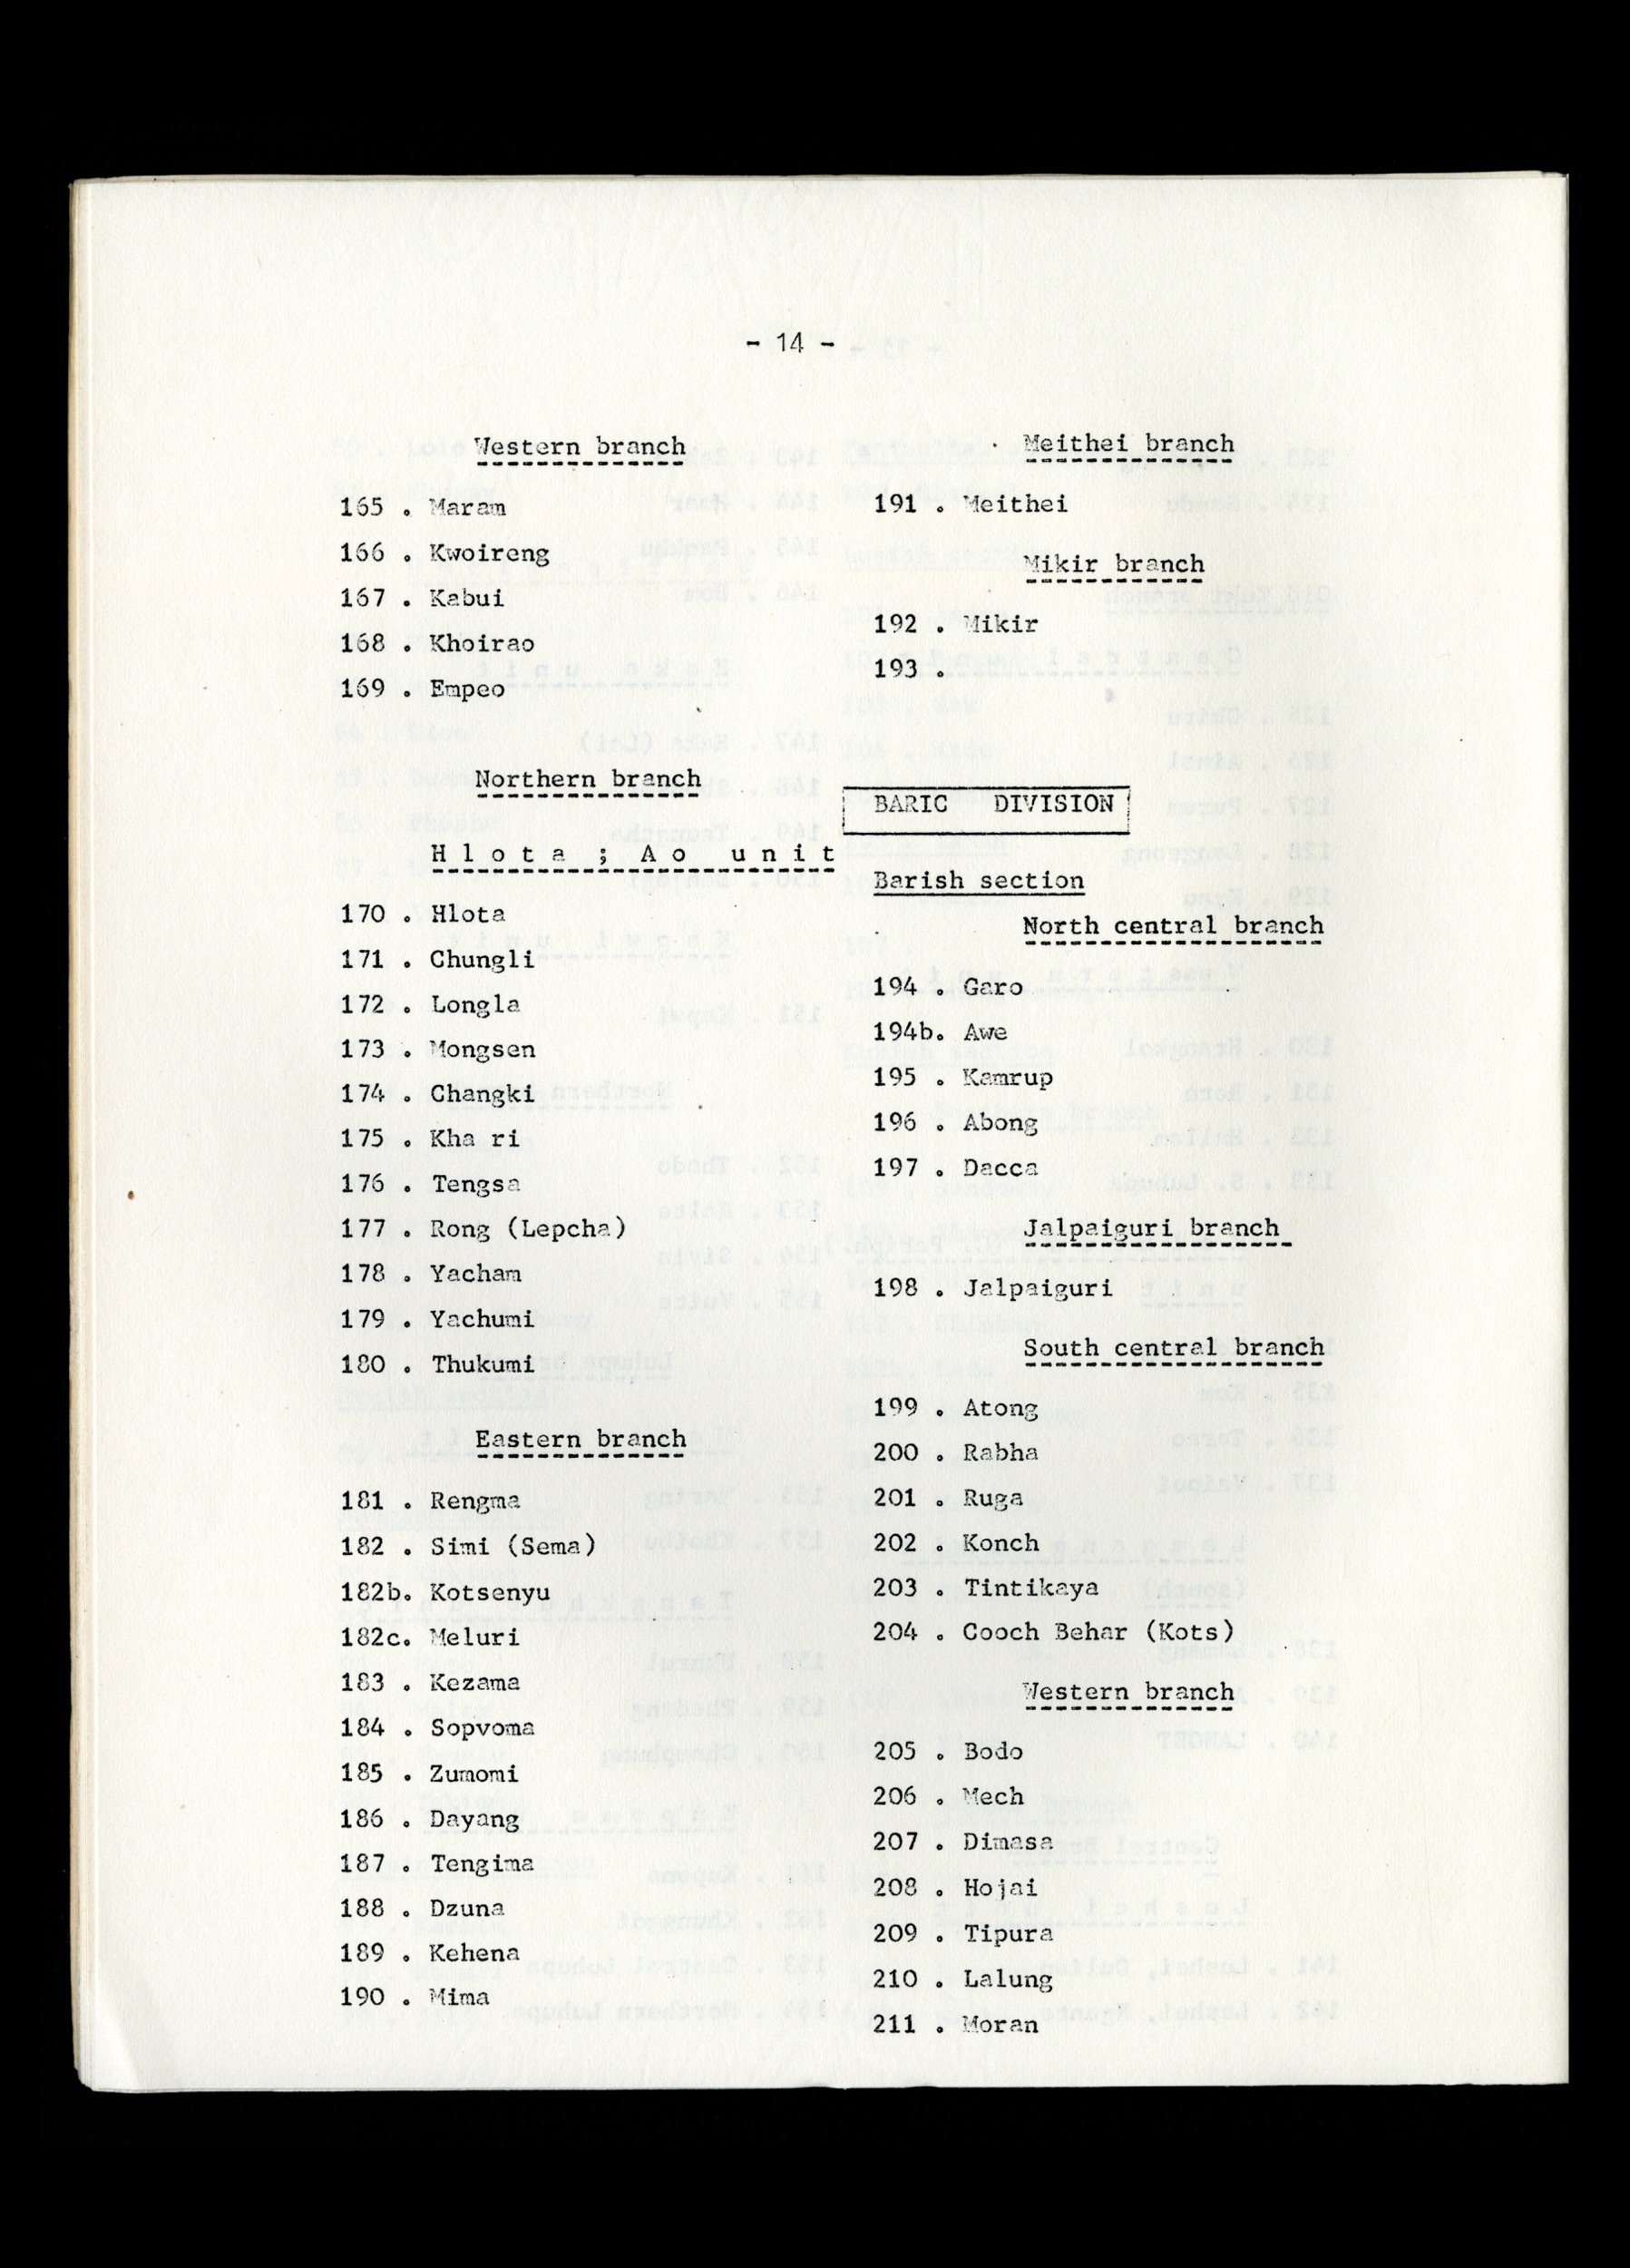 - 14 -
Western branch
165 . Maram
166 . Kwoireng
167 . Kabui
168 . Khoirao
169 . Empeo
Northern branch
Hlota ; Ao unit
170 . Hlota
171 . Chungli
172 . Longla
173 . Mongsen
174 . Changki
175 . Kha ri
176 . Tengsa
177 . Rong (Lepcha)
178 . Yacham
179 . Yachumi
180 . Thukumi
Eastern branch
181 . Rengma
182 . Simi (Sema)
182b. Kotsenyu
182c. Meluri
183 . Kezama
184 . Sopvoma
185 . Zumomi
186 . Dayang
187 . Tengima
188 . Dzuna
189 . Kehena
190 . Mima
Meithei branch
191 . Meithei
Mikir branch
192 . Mikir
193 .
BARIC DIVISION
Barish section
North central branch
194 . Garo
194b. Awe
195 . Kamrup
196 . Abong
197 . Dacca
Jalpaiguri branch
198 . Jalpaiguri
South central branch
199 . Atong
200 . Rabha
201 . Ruga
202 . Konch
203 . Tintikaya
204 . Cooch Behar (Kots)
Western branch
205 . Bodo
206 . Mech
207 . Dimasa
208 . Hojai
209 . Tipura
210 . Lalung
211 . Moran